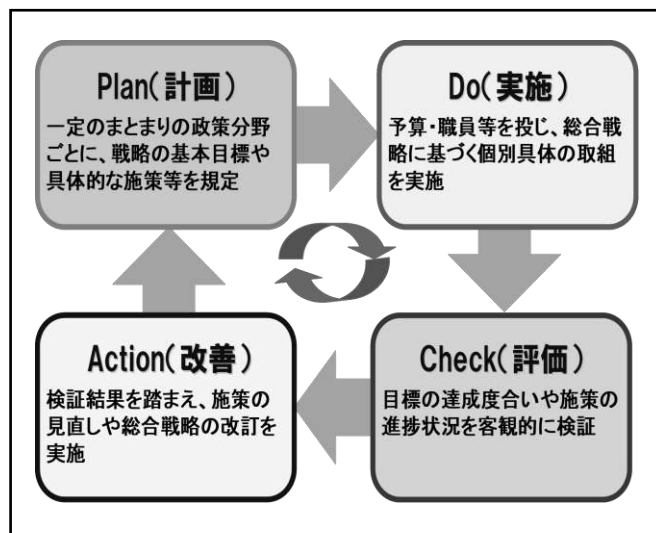 Plan(計画)
一定のまとまりの政策分野
ごとに、戦略の基本目標や
具体的な施策等を規定
Do(実施)
予算・職員等を投じ、総合戦
略に基づく個別具体の取組
を実施
Check(評価)
目標の達成度合いや施策の
進捗状況を客観的に検証
Action(改善)
検証結果を踏まえ、施策の
見直しや総合戦略の改訂を
実施